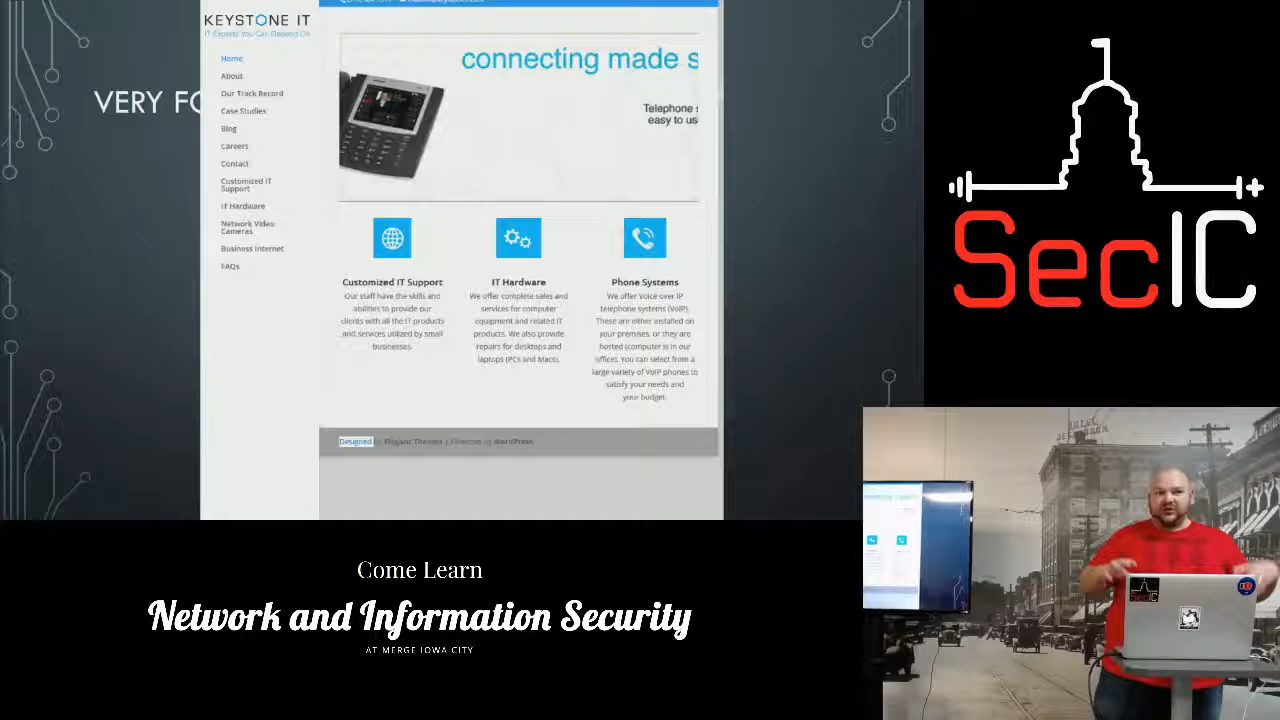 KEYSTONE IT
IT Experts You Can Depend On
Home
About
Our Track Record
Case Studies
Blog
Careers
Contact
Customized IT
Support
IT Hardware
Network Video
Cameras
Business Internet
FAQs
VERY FO
connecting made s
Telephone s
easy to us
Customized IT Support
Our staff have the skills and
abilities to provide our
clients with all the IT products
and services utilized by small
businesses.
IT Hardware
We offer complete sales and
services for computer
equipment and related IT
products. We also provide
repairs for desktops and
laptops (PCs and Macs).
Phone Systems
We offer Voice over IP
telephone systems (VoIP).
These are either installed on
your premises, or they are
hosted (computer is in our
offices. You can select from a
large variety of VoIP phones to
satisfy your needs and
your budget.
Designed by Elegant Themes | Powered by WordPress
SecIC
HOTEL
SecIC
Come Learn
Network and Information Security
AT MERGE IOWA CITY